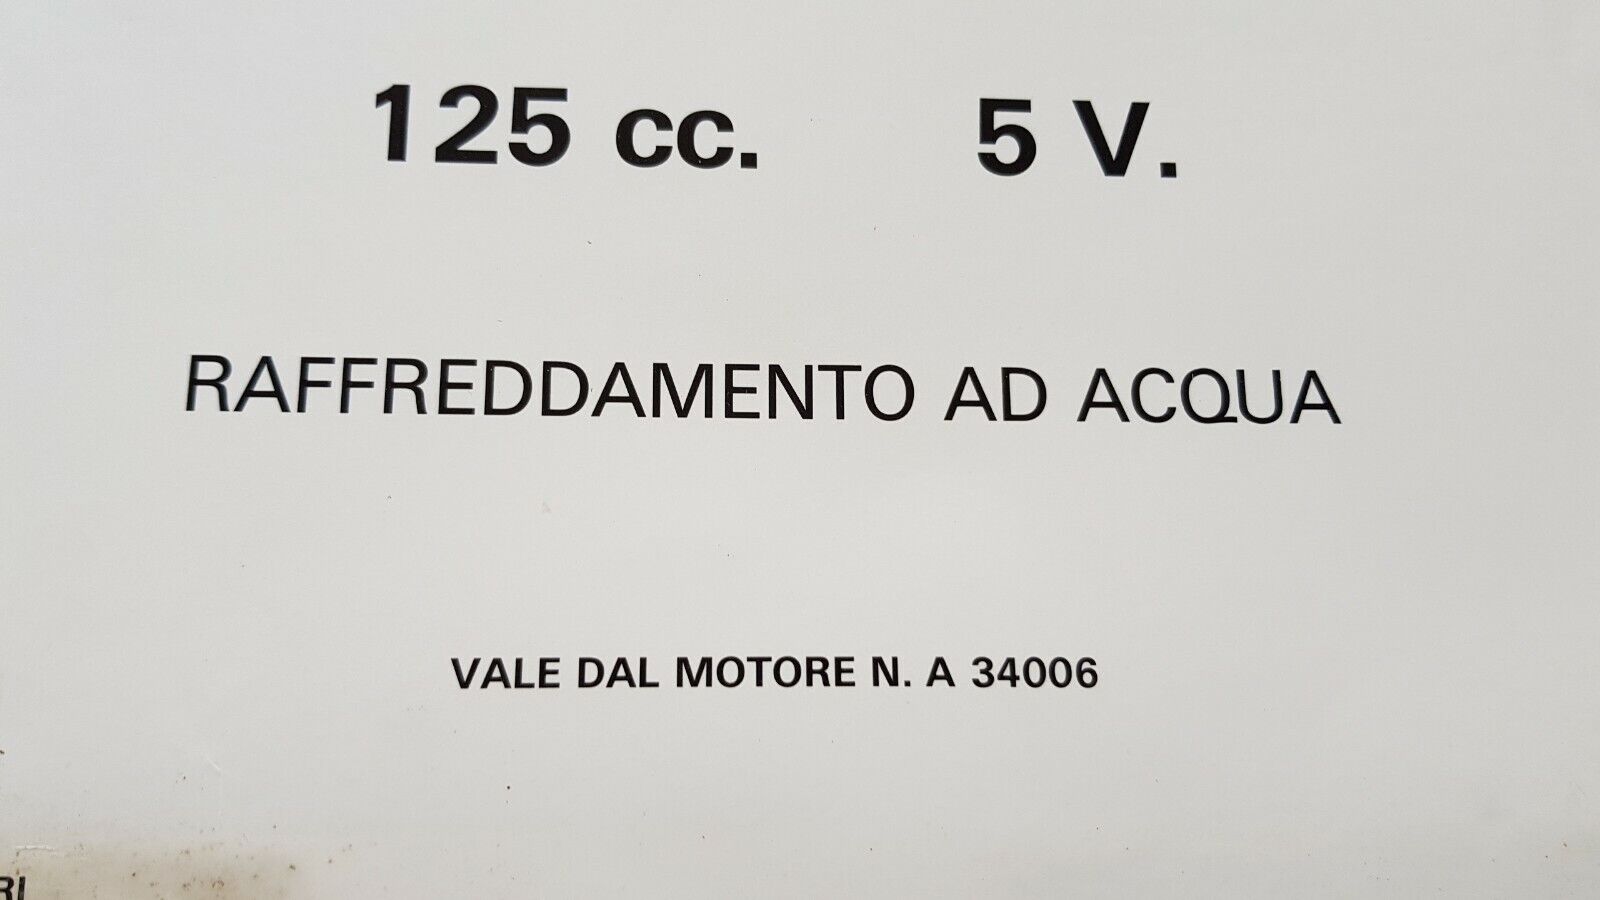 125 cc. 5 V.
RAFFREDDAMENTO AD ACQUA
VALE DAL MOTORE N. A 34006